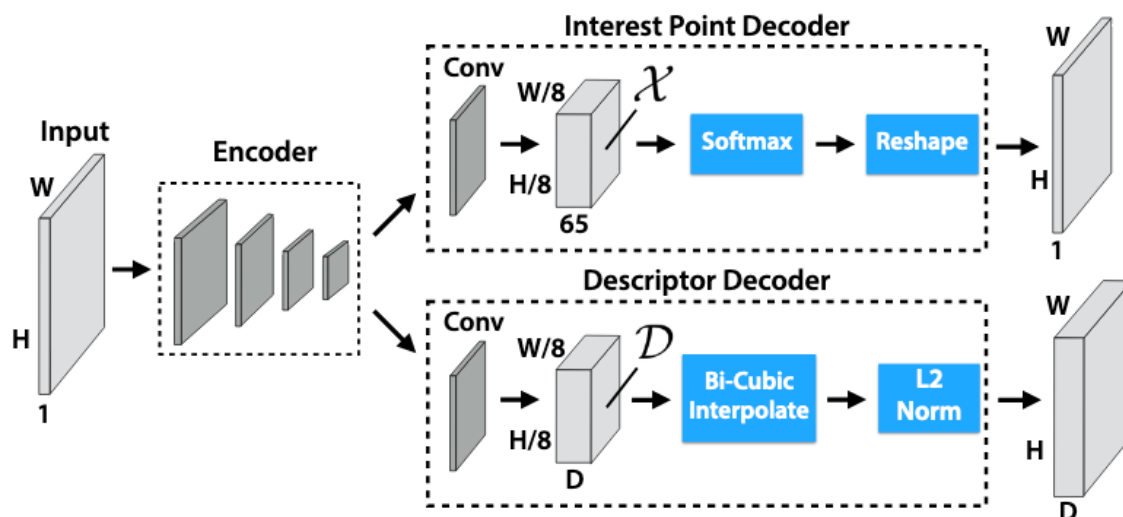 Input
W
H
1
Encoder
Interest Point Decoder
Conv
W/8
H/8
65
𝒳
Softmax
Reshape
W
H
1
Descriptor Decoder
Conv
W/8
H/8
D
𝒟
Bi-Cubic
Interpolate
L2
Norm
W
H
D